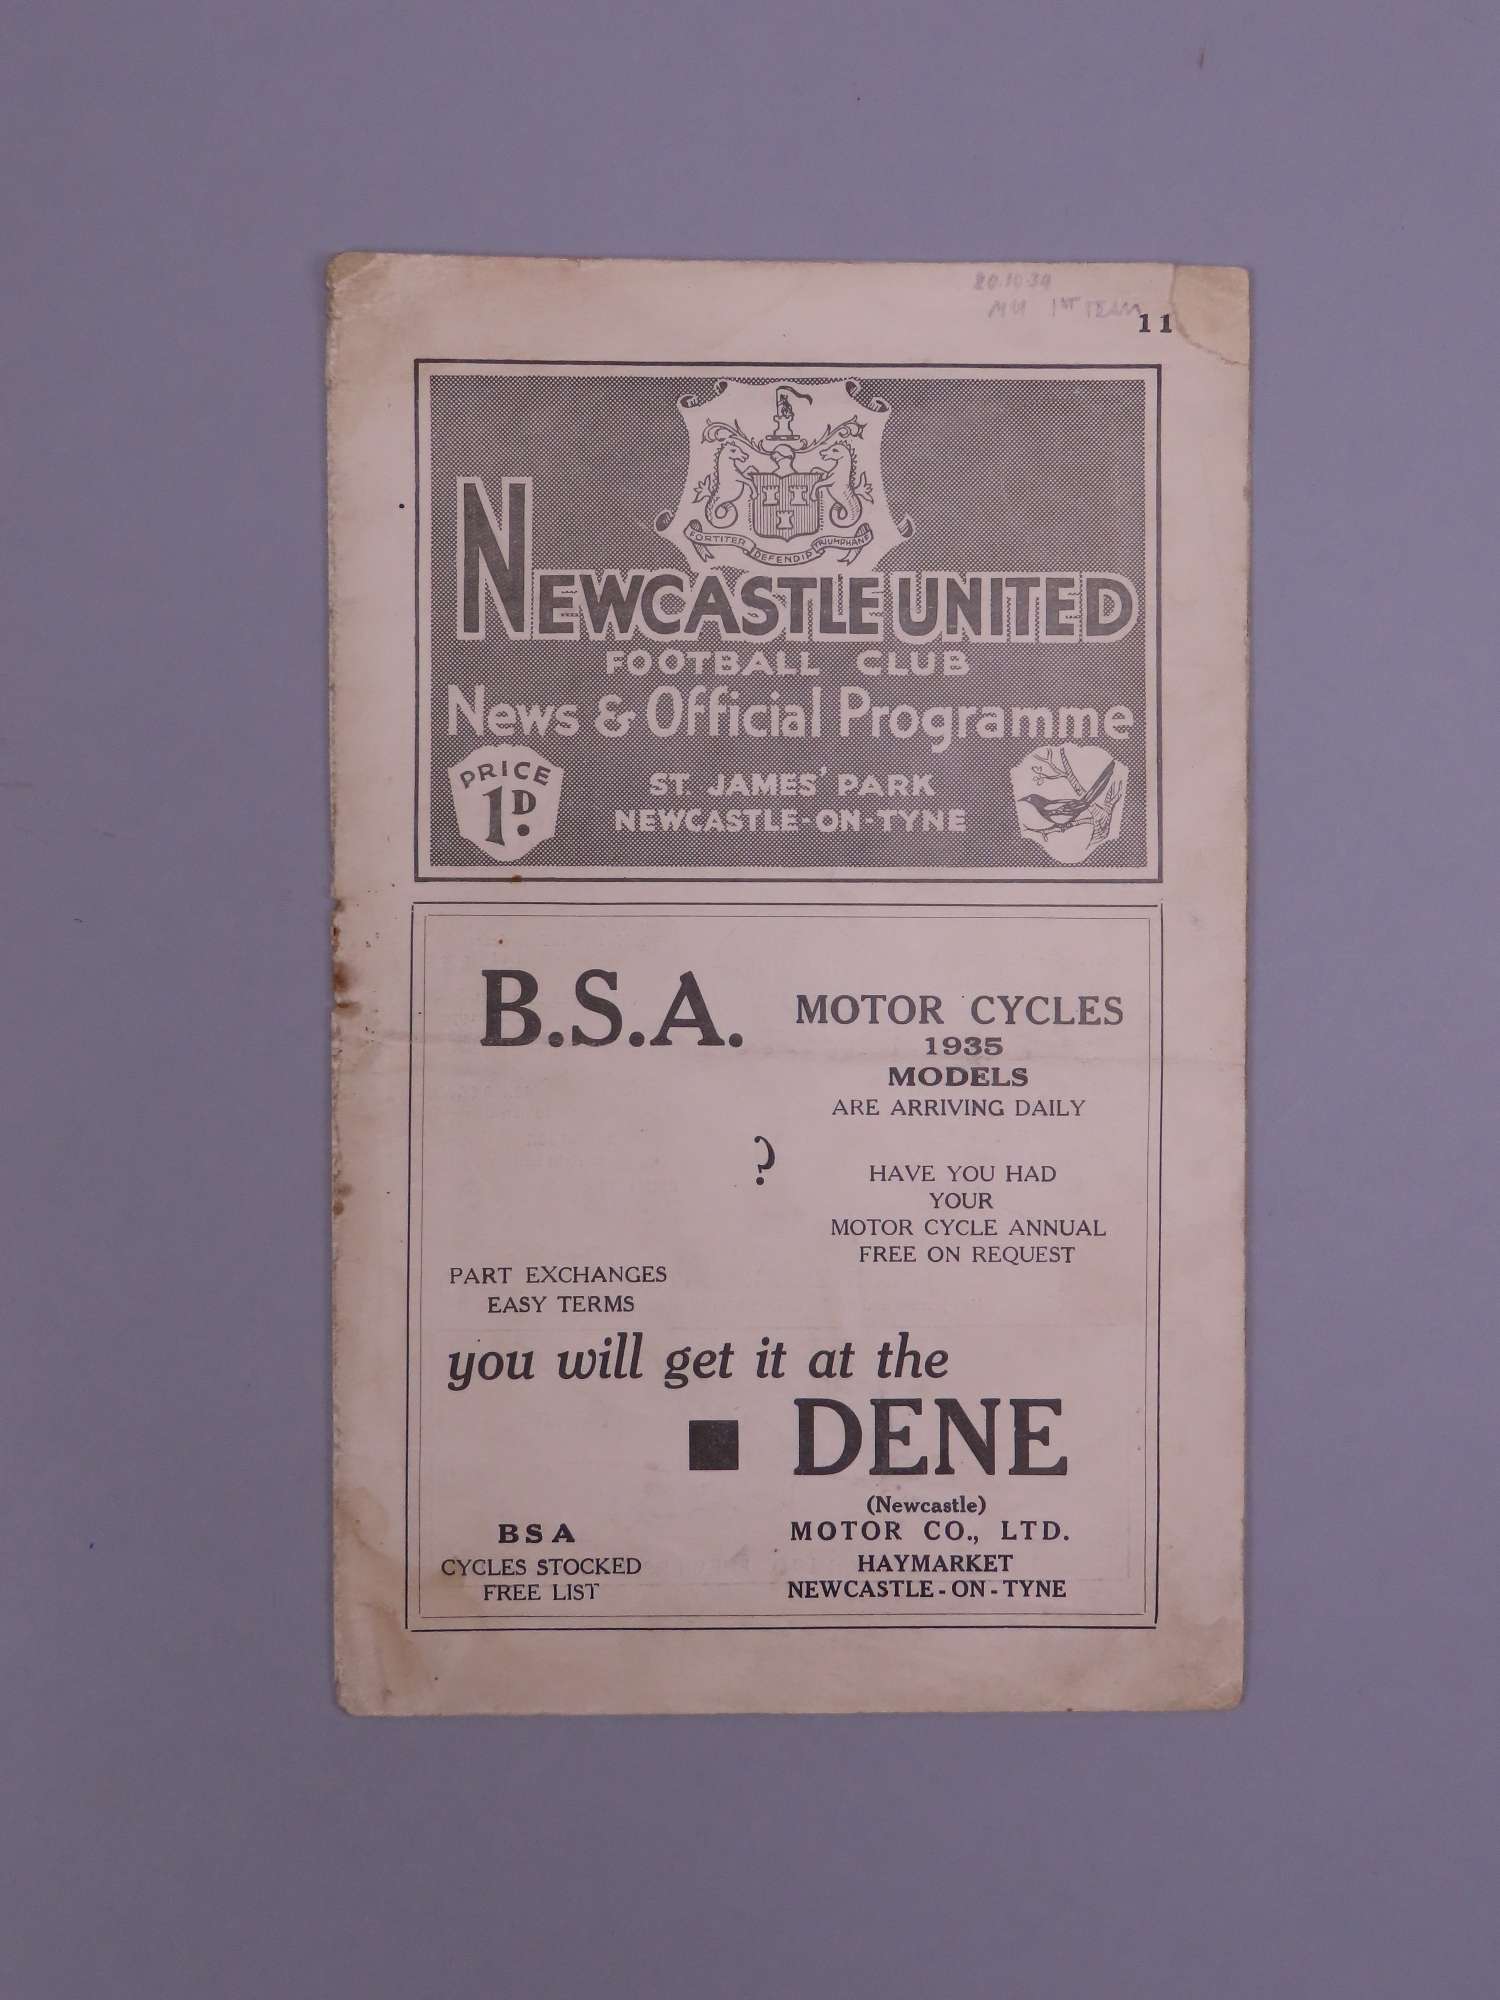 20.10.34
MU 1ST TEAM
11
FORTITER DEFENDIT TRIUMPHANS
NEWCASTLE UNITED
FOOTBALL CLUB
News & Official Programme
PRICE
1D.
ST. JAMES' PARK
NEWCASTLE-ON-TYNE
B.S.A.
MOTOR CYCLES
1935
MODELS
ARE ARRIVING DAILY
?
HAVE YOU HAD
YOUR
MOTOR CYCLE ANNUAL
FREE ON REQUEST
PART EXCHANGES
EASY TERMS
you will get it at the
DENE
(Newcastle)
MOTOR CO., LTD.
HAYMARKET
NEWCASTLE-ON-TYNE
BSA
CYCLES STOCKED
FREE LIST